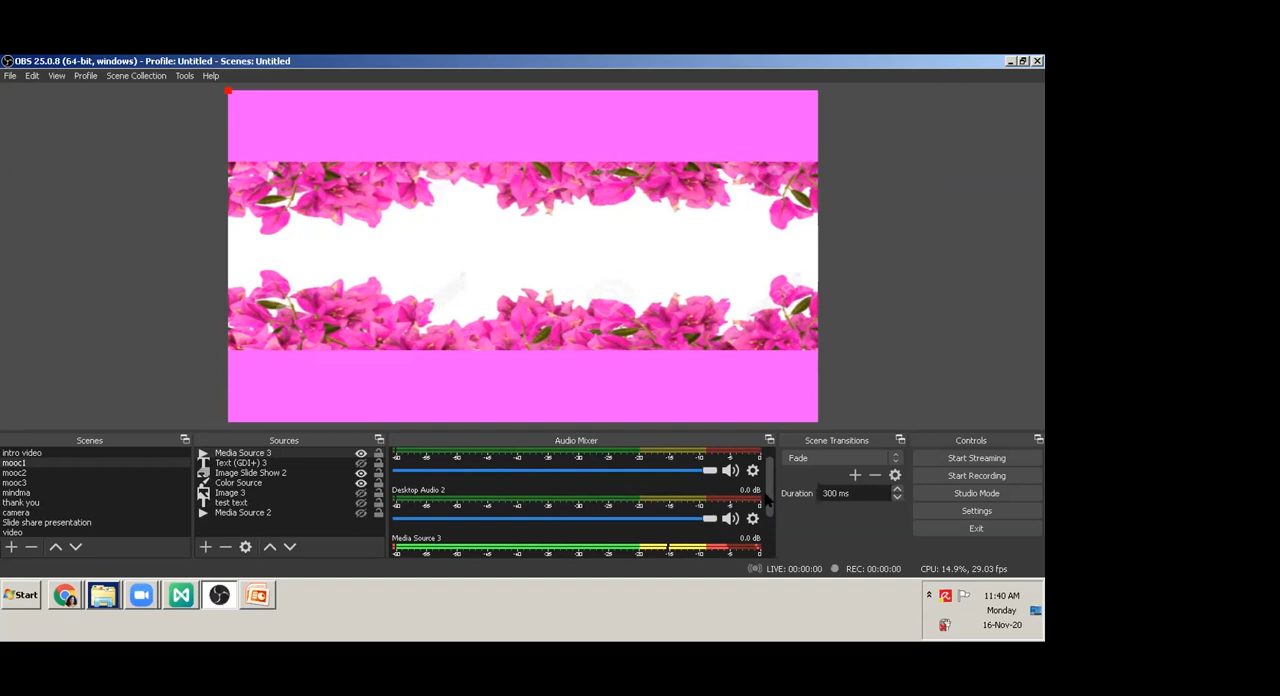 OBS 25.0.8 (64-bit, windows) - Profile: Untitled - Scenes: Untitled
File Edit View Profile Scene Collection Tools Help
Scenes
intro video
mooc1
mooc2
mooc3
mindma
thank you
camera
Slide share presentation
video
Sources
Media Source 3
Text (GDI+) 3
Image Slide Show 2
Color Source
Image 3
test text
Media Source 2
Audio Mixer
Desktop Audio 2 0.0 dB
Media Source 3 0.0 dB
Scene Transitions
Fade
Duration 300 ms
Controls
Start Streaming
Start Recording
Studio Mode
Settings
Exit
LIVE: 00:00:00 REC: 00:00:00 CPU: 14.9%, 29.03 fps
Start
11:40 AM
Monday
16-Nov-20